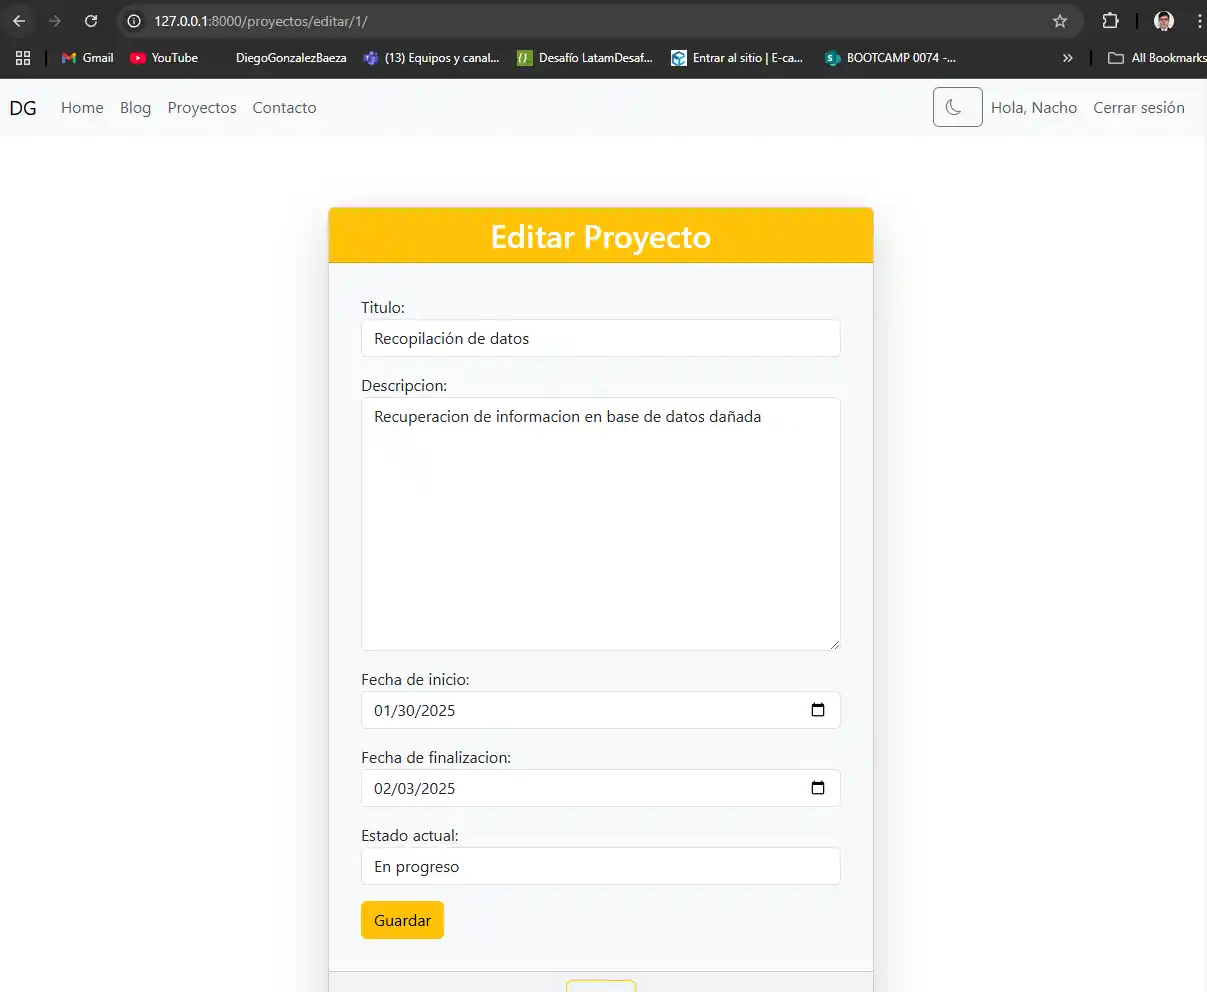 127.0.0.1:8000/proyectos/editar/1/
Gmail YouTube DiegoGonzalezBaeza (13) Equipos y canal... Desafío LatamDesaf... Entrar al sitio | E-ca... BOOTCAMP 0074 -... » All Bookmarks
DG Home Blog Proyectos Contacto Hola, Nacho Cerrar sesión
Editar Proyecto
Titulo:
Recopilación de datos
Descripcion:
Recuperacion de informacion en base de datos dañada
Fecha de inicio:
01/30/2025
Fecha de finalizacion:
02/03/2025
Estado actual:
En progreso
Guardar